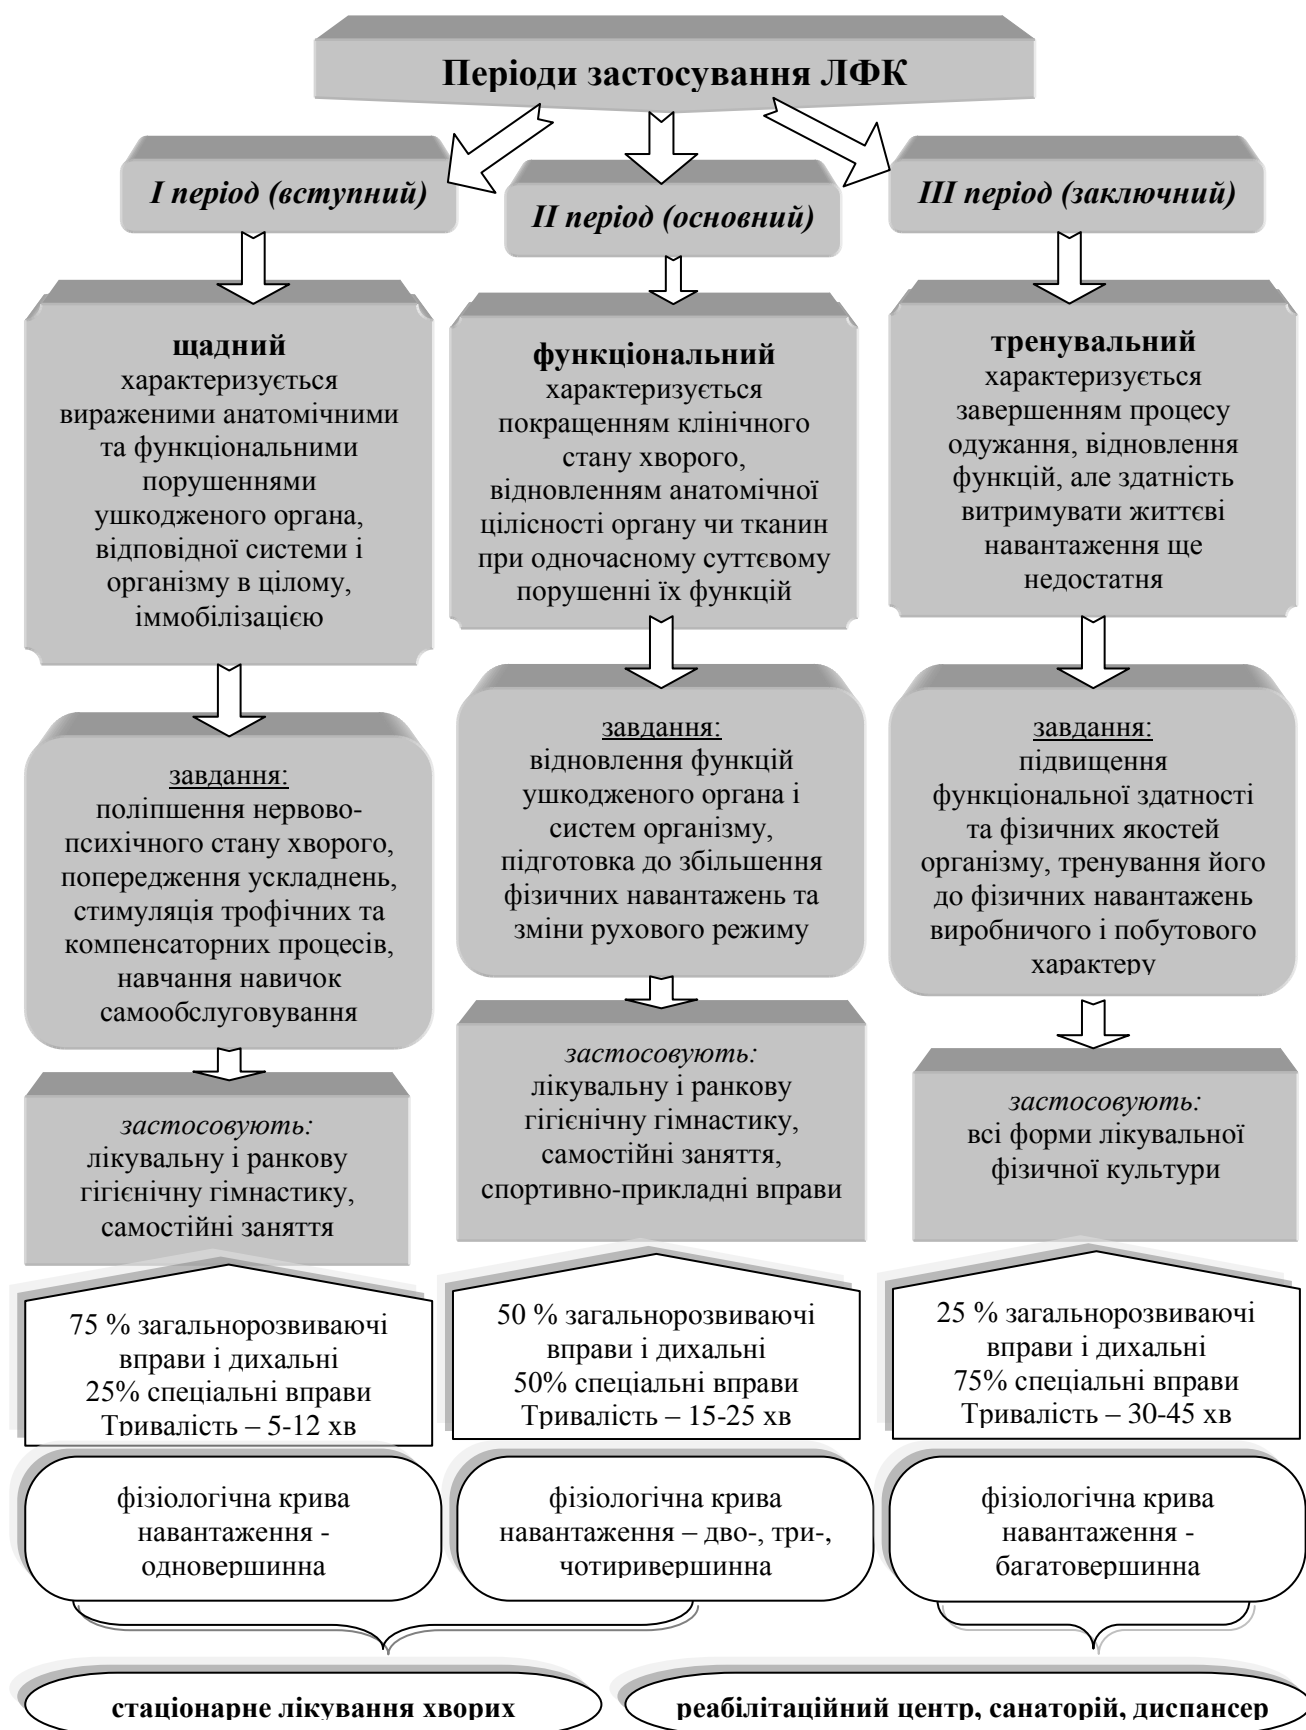 Періоди застосування ЛФК
І період (вступний)
ІІ період (основний)
ІІІ період (заключний)
щадний
характеризується
вираженими анатомічними
та функціональними
порушеннями
ушкодженого органа,
відповідної системи і
організму в цілому,
іммобілізацією
функціональний
характеризується
покращенням клінічного
стану хворого,
відновленням анатомічної
цілісності органу чи тканин
при одночасному суттєвому
порушенні їх функцій
тренувальний
характеризується
завершенням процесу
одужання, відновлення
функцій, але здатність
витримувати життєві
навантаження ще
недостатня
завдання:
поліпшення нервово-
психічного стану хворого,
попередження ускладнень,
стимуляція трофічних та
компенсаторних процесів,
навчання навичок
самообслуговування
завдання:
відновлення функцій
ушкодженого органа і
систем організму,
підготовка до збільшення
фізичних навантажень та
зміни рухового режиму
завдання:
підвищення
функціональної здатності
та фізичних якостей
організму, тренування його
до фізичних навантажень
виробничого і побутового
характеру
застосовують:
лікувальну і ранкову
гігієнічну гімнастику,
самостійні заняття
застосовують:
лікувальну і ранкову
гігієнічну гімнастику,
самостійні заняття,
спортивно-прикладні вправи
застосовують:
всі форми лікувальної
фізичної культури
75 % загальнорозвиваючі
вправи і дихальні
25% спеціальні вправи
Тривалість – 5-12 хв
50 % загальнорозвиваючі
вправи і дихальні
50% спеціальні вправи
Тривалість – 15-25 хв
25 % загальнорозвиваючі
вправи і дихальні
75% спеціальні вправи
Тривалість – 30-45 хв
фізіологічна крива
навантаження -
одновершинна
фізіологічна крива
навантаження – дво-, три-,
чотиривершинна
фізіологічна крива
навантаження -
багатовершинна
стаціонарне лікування хворих
реабілітаційний центр, санаторій, диспансер